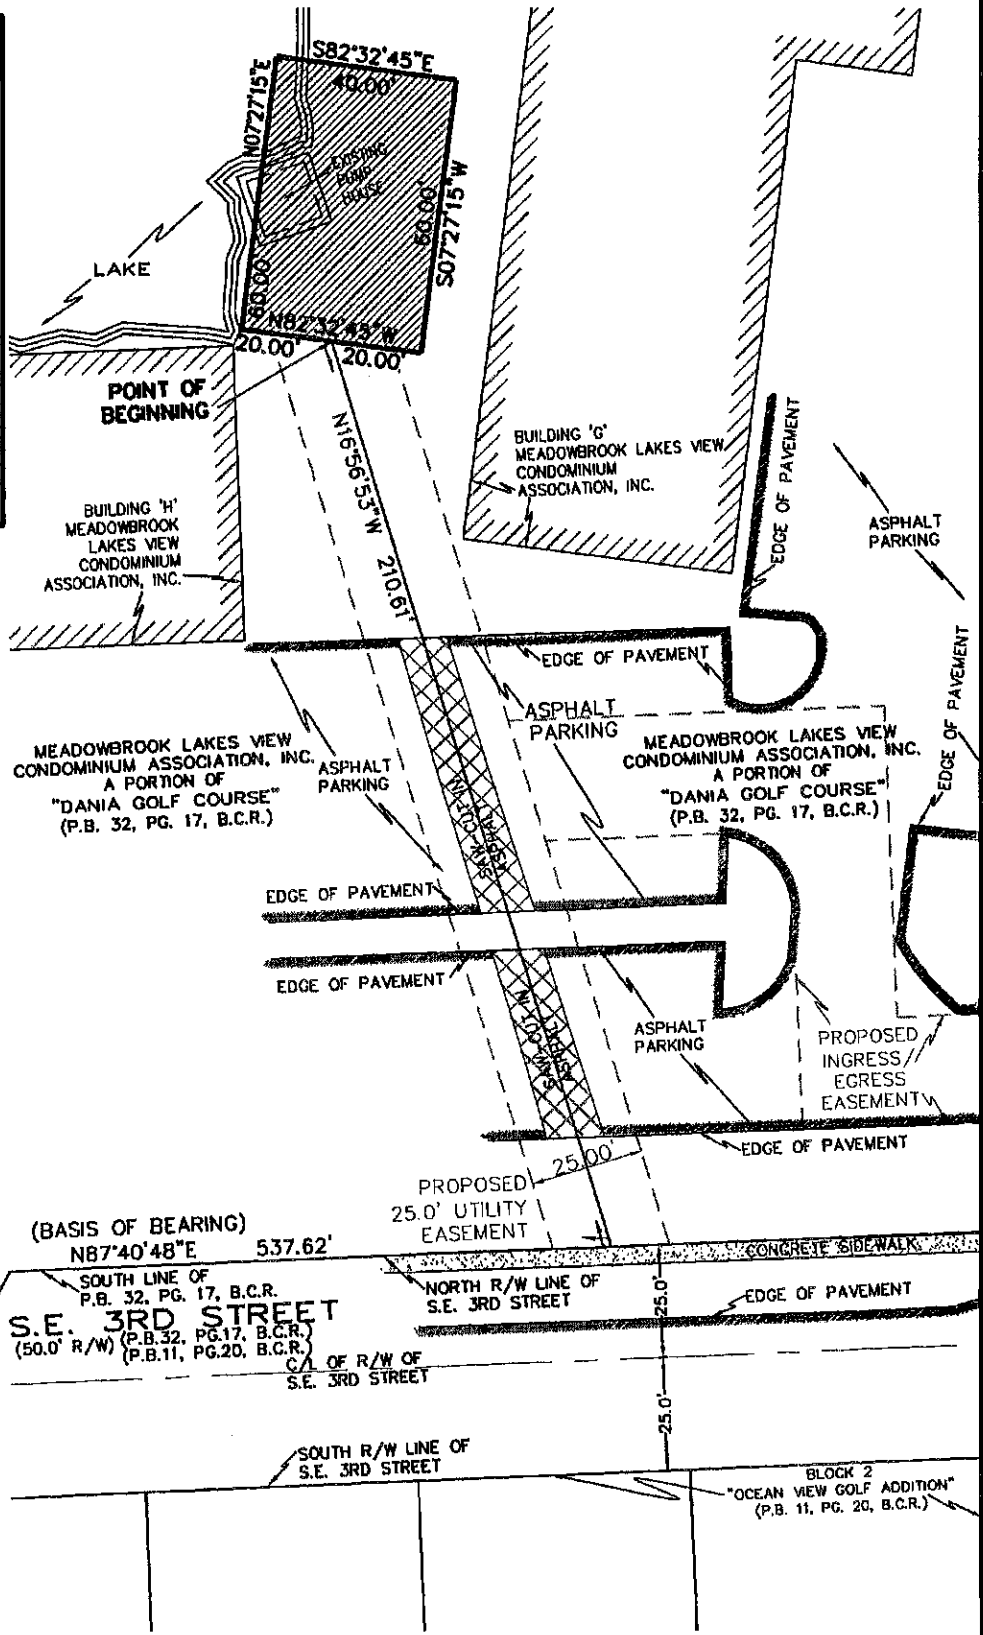 S82°32'45"E
40.00'
N07°27'15"E
EXISTING
PUMP
HOUSE
60.00'
S07°27'15"W
LAKE
60.00'
N82°32'45"W
20.00'
20.00'
POINT OF
BEGINNING
N16°56'53"W 210.61'
BUILDING 'G'
MEADOWBROOK LAKES VIEW
CONDOMINIUM
ASSOCIATION, INC.
EDGE OF PAVEMENT
ASPHALT
PARKING
BUILDING 'H'
MEADOWBROOK
LAKES VIEW
CONDOMINIUM
ASSOCIATION, INC.
EDGE OF PAVEMENT
EDGE OF PAVEMENT
ASPHALT
PARKING
MEADOWBROOK LAKES VIEW
CONDOMINIUM ASSOCIATION, INC.
A PORTION OF
"DANIA GOLF COURSE"
(P.B. 32, PG. 17, B.C.R.)
ASPHALT
PARKING
MEADOWBROOK LAKES VIEW
CONDOMINIUM ASSOCIATION, INC.
A PORTION OF
"DANIA GOLF COURSE"
(P.B. 32, PG. 17, B.C.R.)
SAW-CUT IN
ASPHALT
EDGE OF PAVEMENT
EDGE OF PAVEMENT
SAW-CUT IN
ASPHALT
ASPHALT
PARKING
PROPOSED
INGRESS/
EGRESS
EASEMENT
EDGE OF PAVEMENT
25.00'
PROPOSED
25.0' UTILITY
EASEMENT
(BASIS OF BEARING)
N87°40'48"E 537.62'
CONCRETE SIDEWALK
SOUTH LINE OF
P.B. 32, PG. 17, B.C.R.
NORTH R/W LINE OF
S.E. 3RD STREET
25.0'
EDGE OF PAVEMENT
S.E. 3RD STREET
(50.0' R/W) (P.B.32, PG.17, B.C.R.)
(P.B.11, PG.20, B.C.R.)
C/L OF R/W OF
S.E. 3RD STREET
25.0'
SOUTH R/W LINE OF
S.E. 3RD STREET
BLOCK 2
"OCEAN VIEW GOLF ADDITION"
(P.B. 11, PG. 20, B.C.R.)